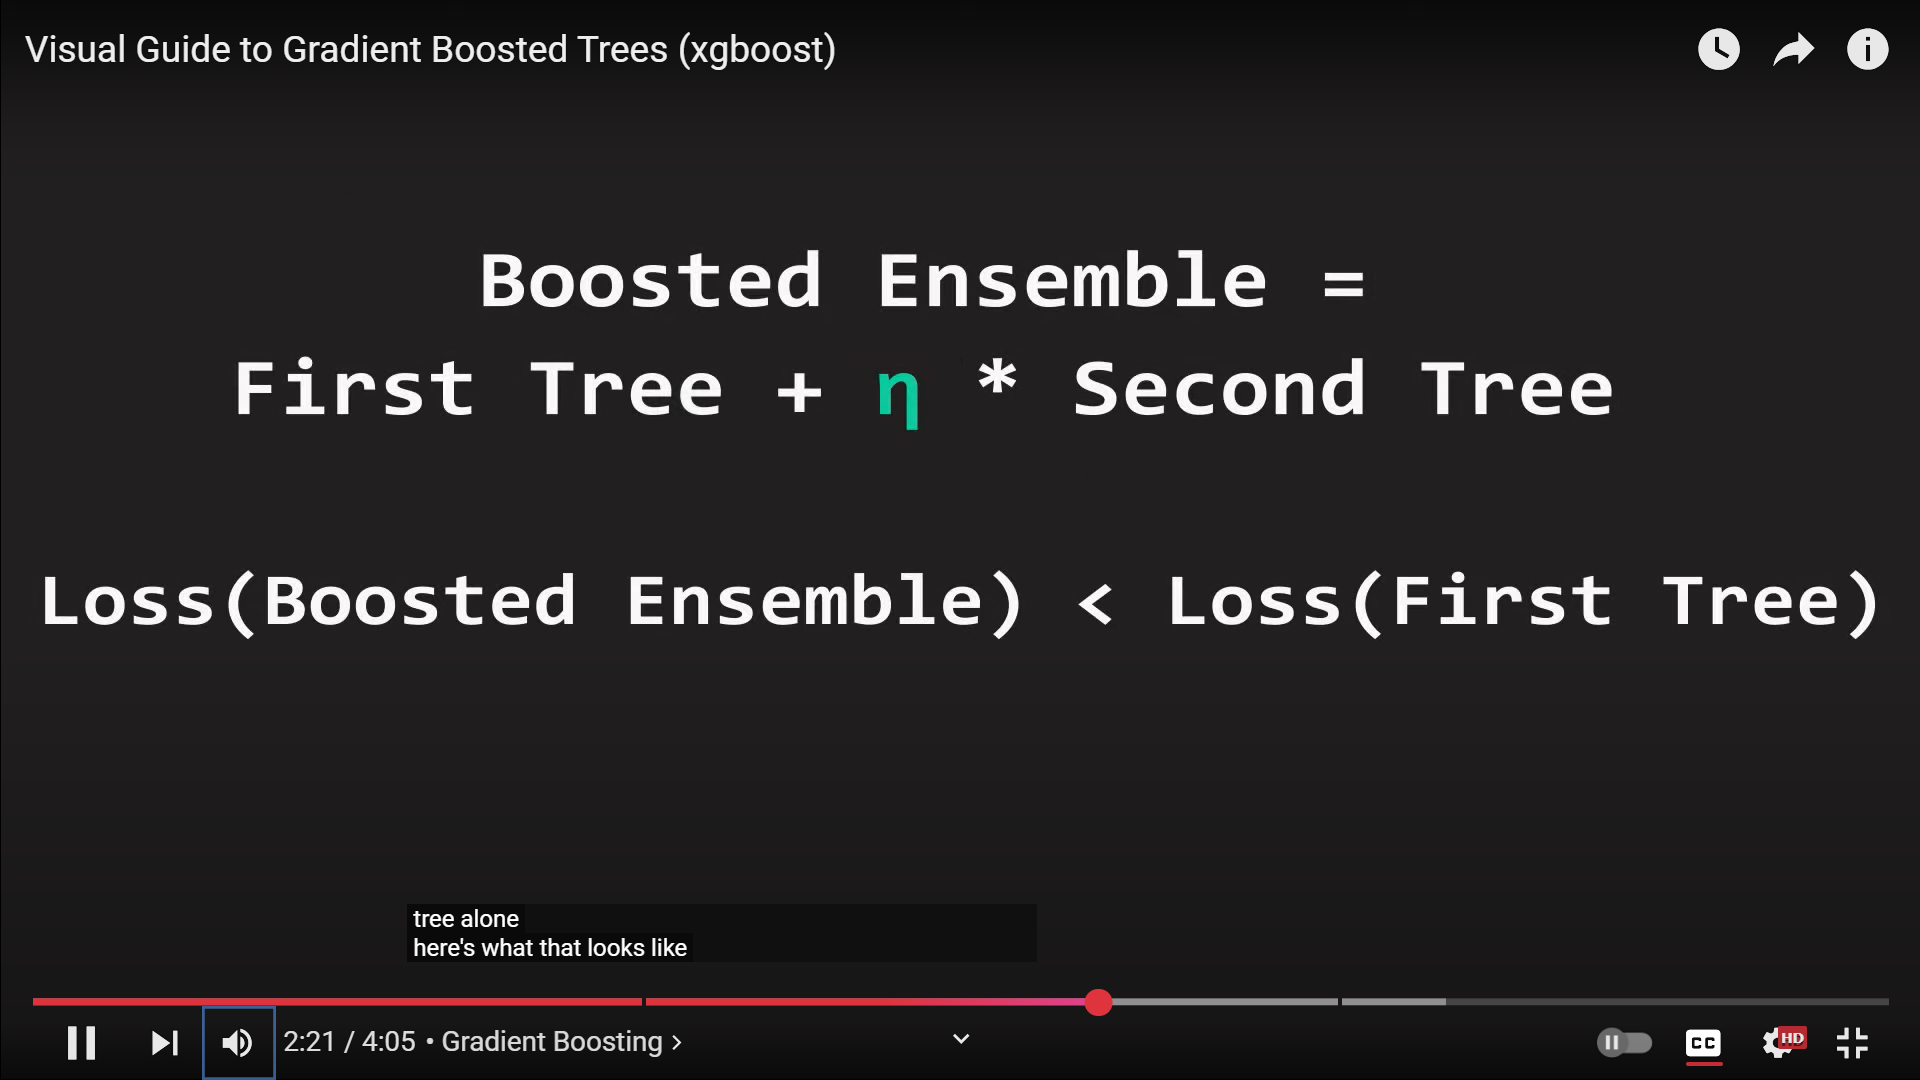 Visual Guide to Gradient Boosted Trees (xgboost)
Boosted Ensemble =
First Tree + η * Second Tree
Loss(Boosted Ensemble) < Loss(First Tree)
tree alone
here's what that looks like
2:21 / 4:05 • Gradient Boosting ›
CC
HD